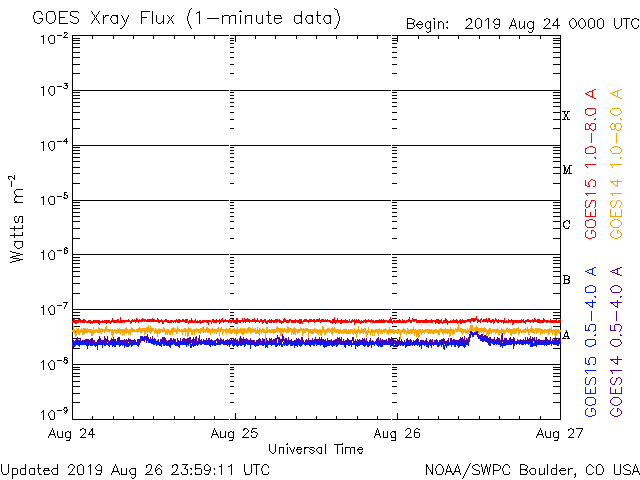 GOES Xray Flux (1-minute data)
Begin: 2019 Aug 24 0000 UTC
10-2
10-3
10-4
10-5
10-6
10-7
10-8
10-9
Watts m-2
X
M
C
B
A
GOES15 1.0-8.0 A
GOES14 1.0-8.0 A
GOES15 0.5-4.0 A
GOES14 0.5-4.0 A
Aug 24
Aug 25
Aug 26
Aug 27
Universal Time
Updated 2019 Aug 26 23:59:11 UTC
NOAA/SWPC Boulder, CO USA